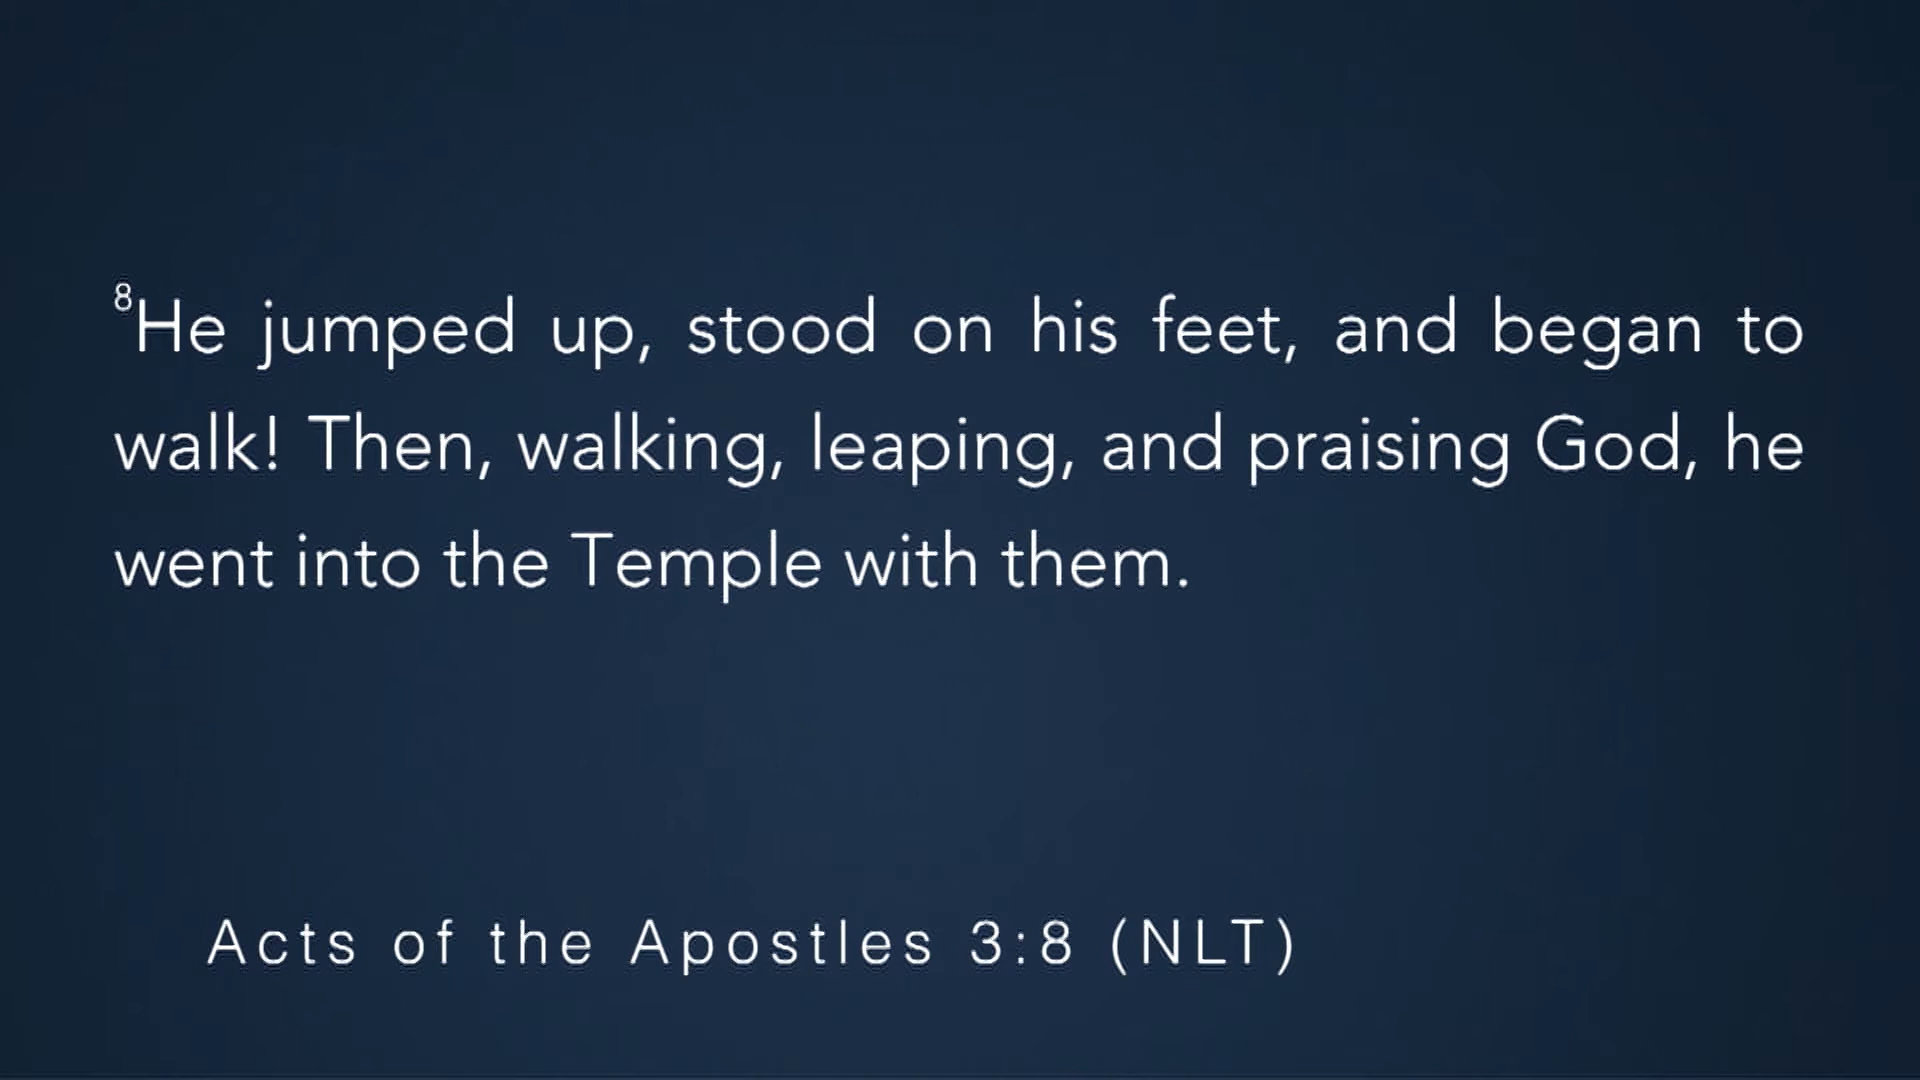 ⁸He jumped up, stood on his feet, and began to
walk! Then, walking, leaping, and praising God, he
went into the Temple with them.
Acts of the Apostles 3:8 (NLT)